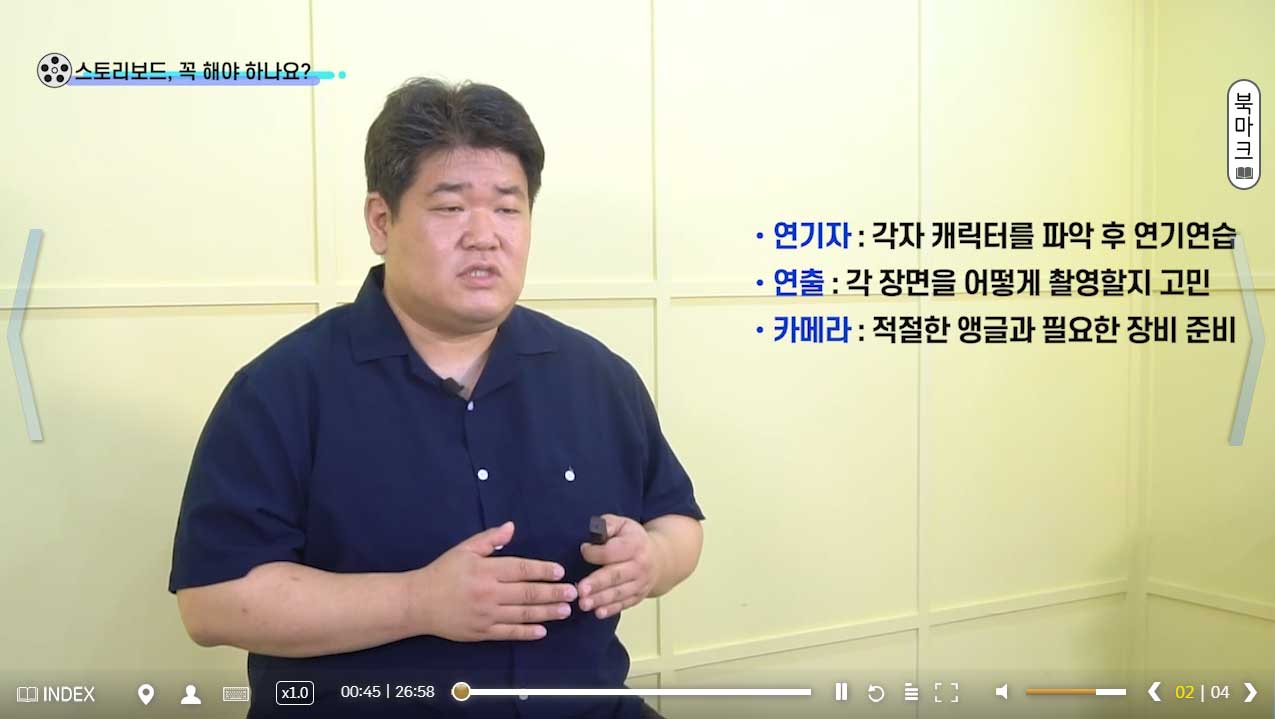 스토리보드, 꼭 해야 하나요?
북마크
• 연기자 : 각자 캐릭터를 파악 후 연기연습
• 연출 : 각 장면을 어떻게 촬영할지 고민
• 카메라 : 적절한 앵글과 필요한 장비 준비
INDEX x1.0 00:45 | 26:58 02 | 04